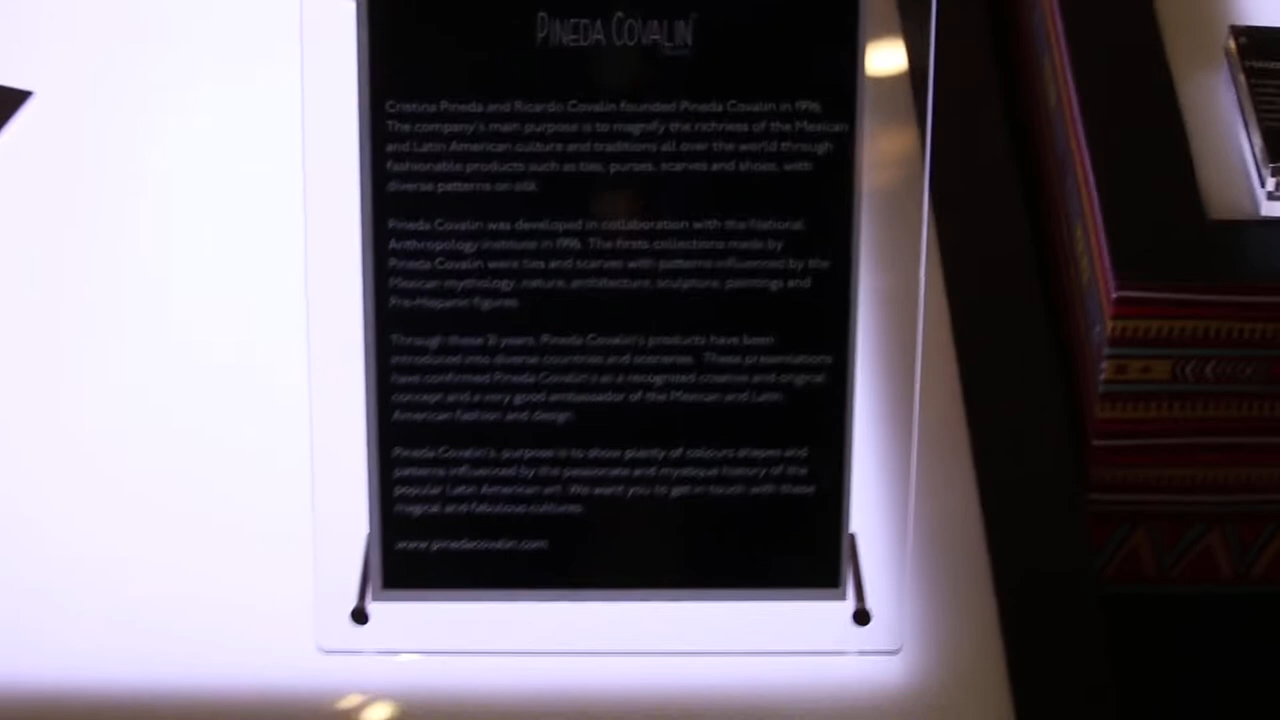 PINEDA COVALIN
Cristina Pineda and Ricardo Covalin founded Pineda Covalin in 1996.
The company's main purpose is to magnify the richness of the Mexican
and Latin American culture and traditions all over the world through
fashionable products such as ties, purses, scarves and shoes, with
diverse patterns on silk.
Pineda Covalin was developed in collaboration with the National
Anthropology institute in 1996. The firsts collections made by
Pineda Covalin were ties and scarves with patterns influenced by the
Mexican mythology, nature, architecture, sculpture, paintings and
Pre-Hispanic figures.
Through these 21 years, Pineda Covalin's products have been
introduced into diverse countries and sceneries. These presentations
have confirmed Pineda Covalin's as a recognized creative and original
concept and a very good ambassador of the Mexican and Latin
American fashion and design.
Pineda Covalin's, purpose is to show plenty of colours shapes and
patterns influenced by the passionate and mystique history of the
popular Latin American art. We want you to get in touch with these
magical and fabulous cultures.
www.pinedacovalin.com